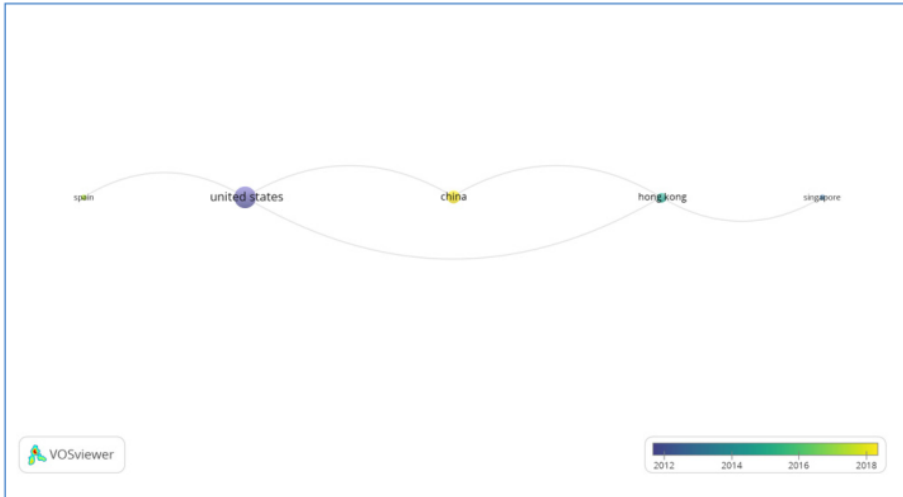 spain
united states
china
hong kong
singapore
VOSviewer
2012 2014 2016 2018